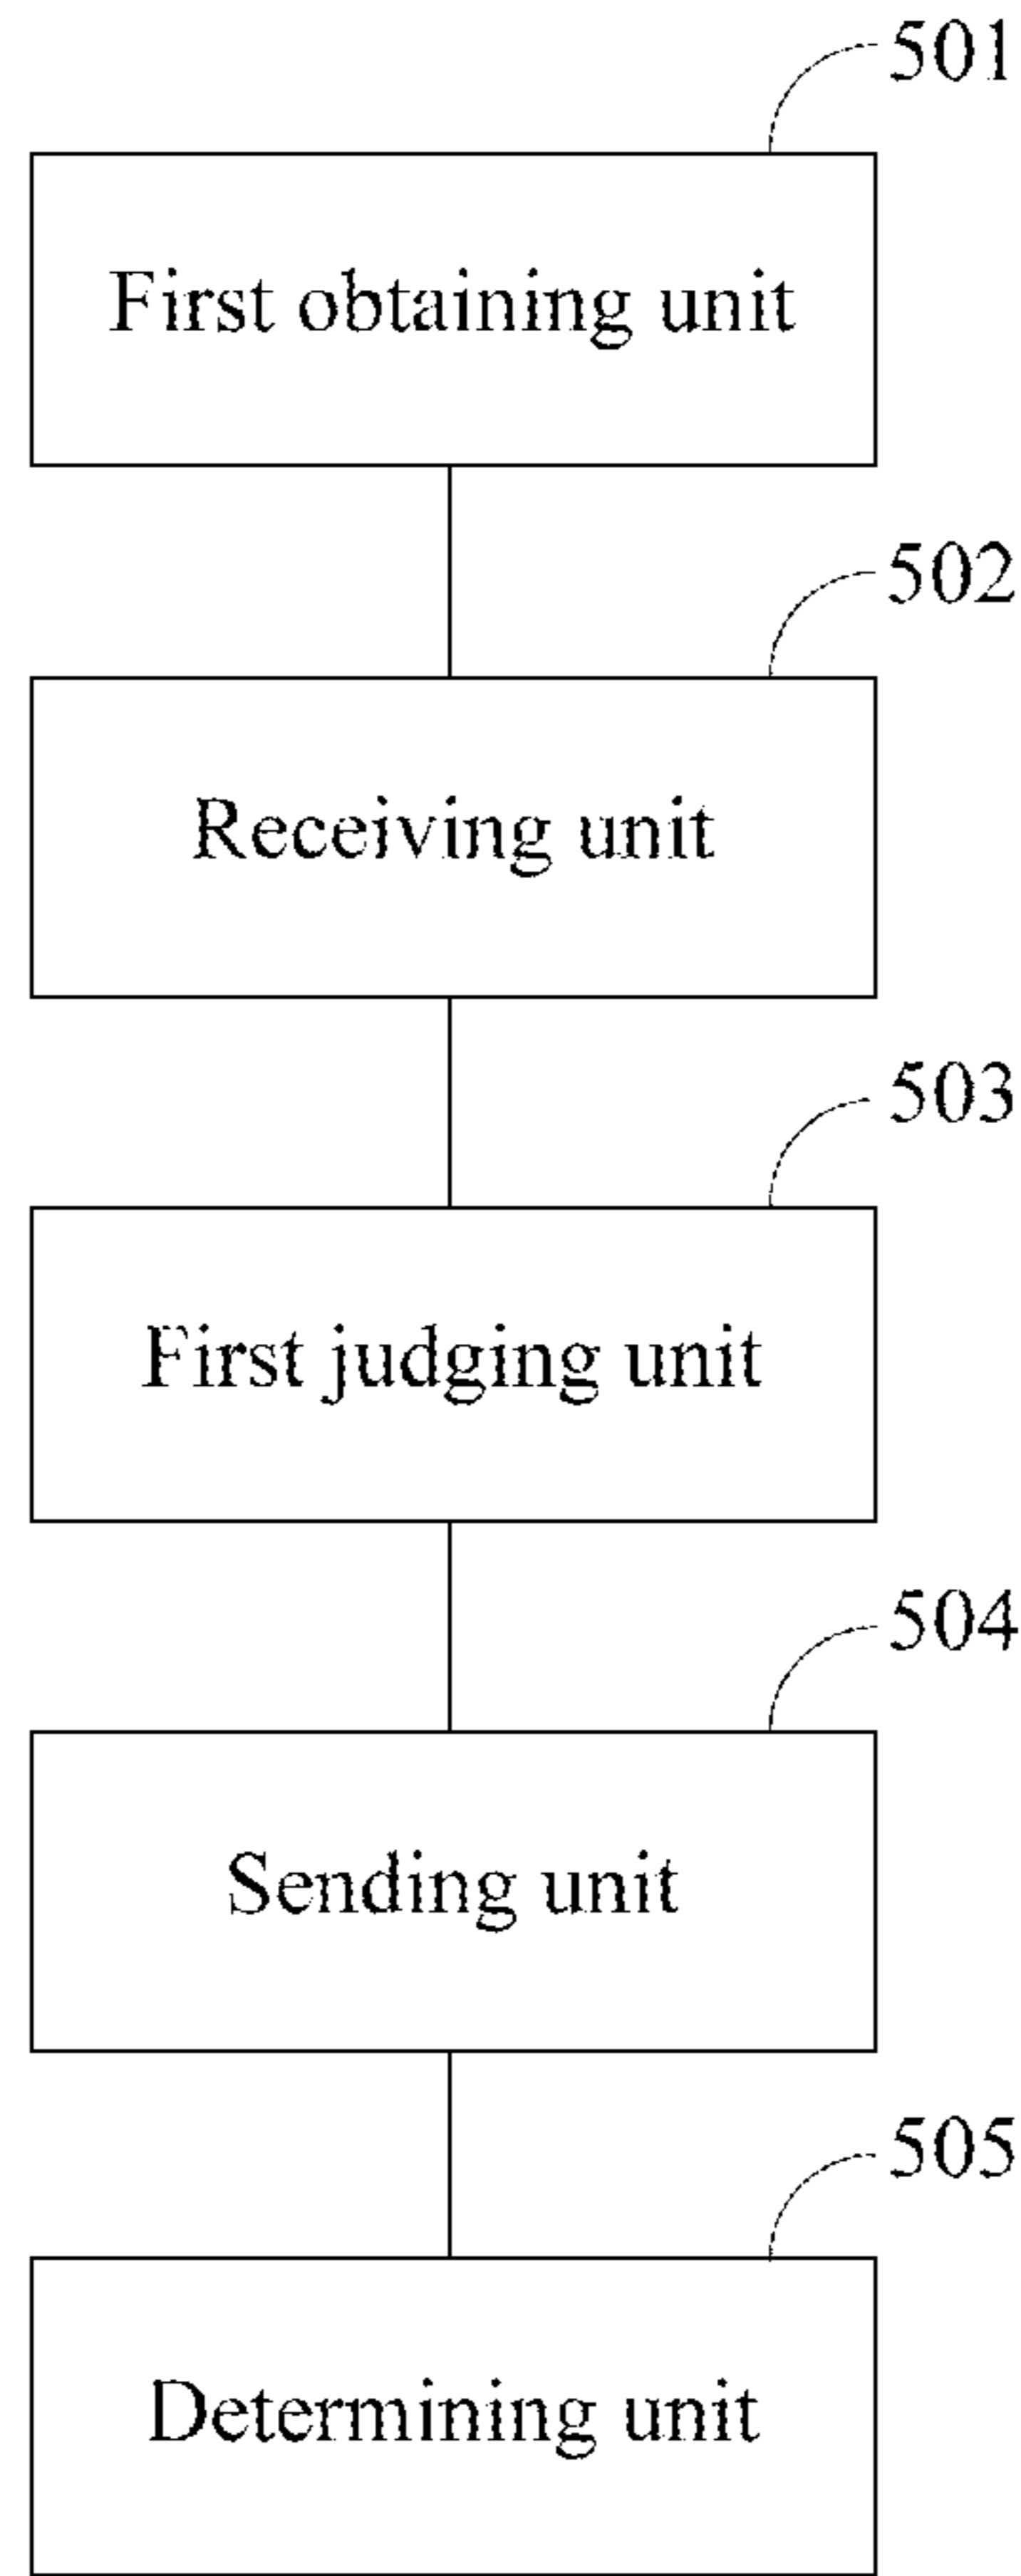 501
First obtaining unit
502
Receiving unit
503
First judging unit
504
Sending unit
505
Determining unit